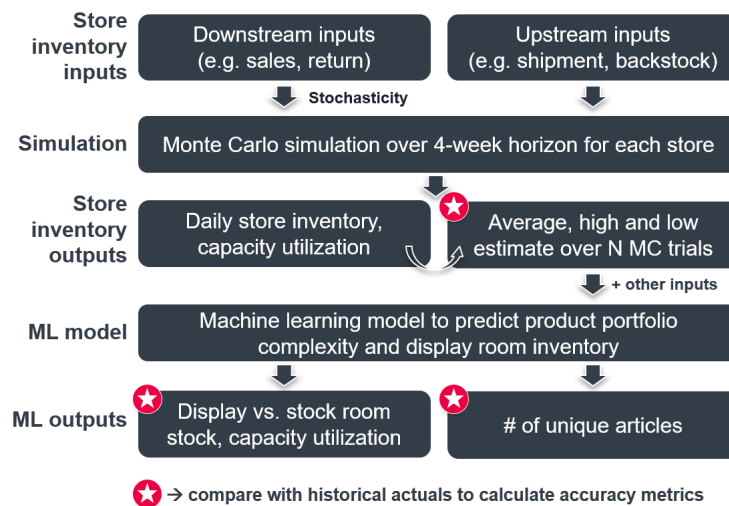 Store
inventory
inputs
Downstream inputs
(e.g. sales, return)
Upstream inputs
(e.g. shipment, backstock)
Stochasticity
Simulation
Monte Carlo simulation over 4-week horizon for each store
Store
inventory
outputs
Daily store inventory,
capacity utilization
Average, high and low
estimate over N MC trials
+ other inputs
ML model
Machine learning model to predict product portfolio
complexity and display room inventory
ML outputs
Display vs. stock room
stock, capacity utilization
# of unique articles
→ compare with historical actuals to calculate accuracy metrics